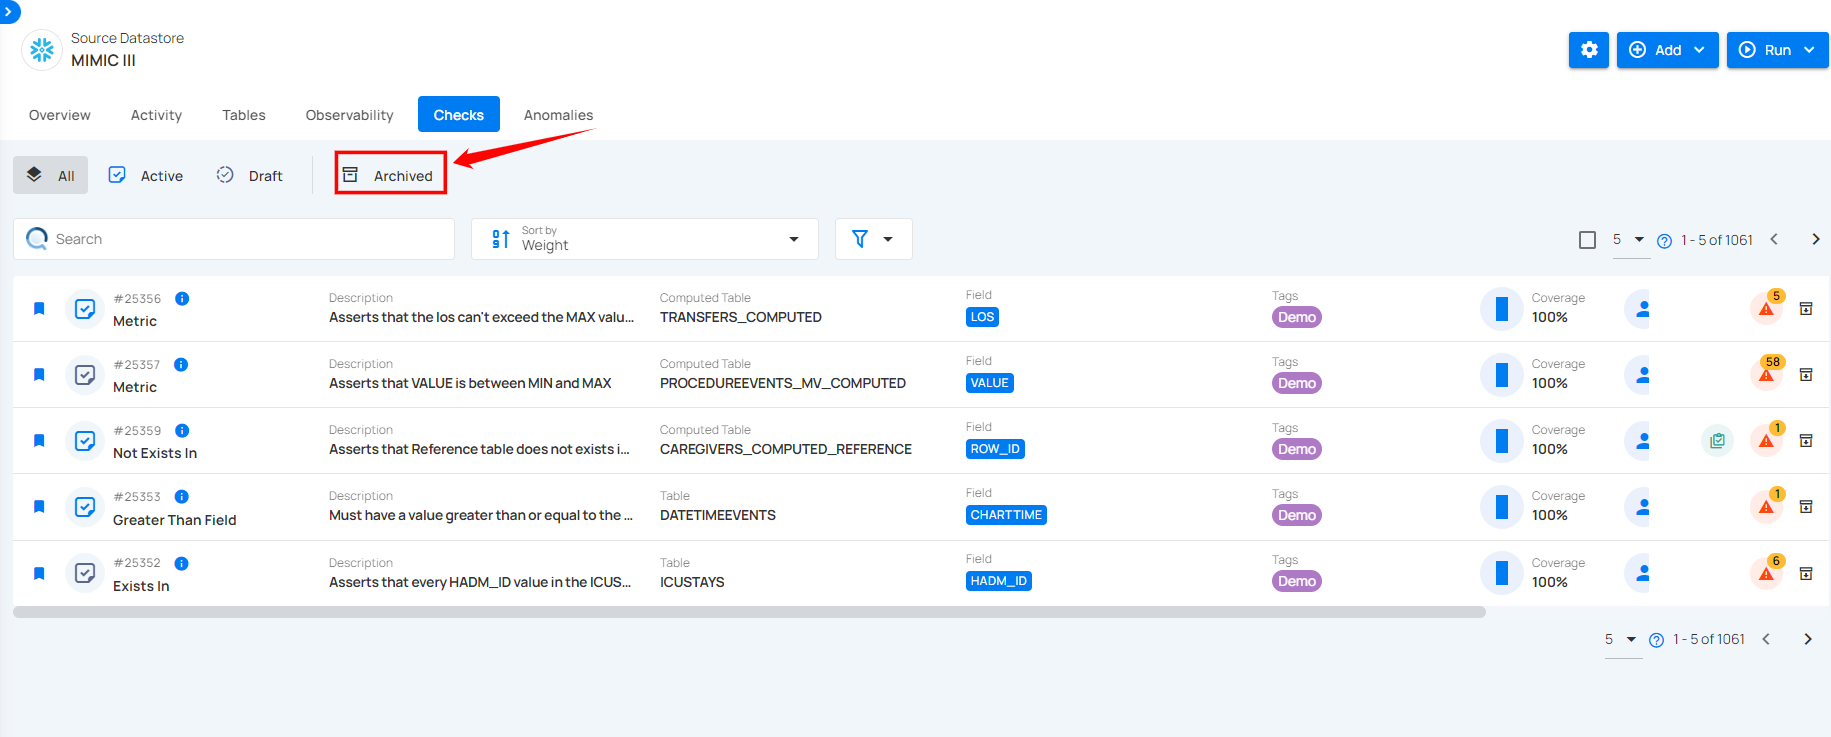 Source Datastore
MIMIC III
Add
Run
Overview Activity Tables Observability Checks Anomalies
All Active Draft Archived
Search
Sort by
Weight
5 1 - 5 of 1061
#25356
Metric
Description
Asserts that the los can't exceed the MAX valu...
Computed Table
TRANSFERS_COMPUTED
Field
LOS
Tags
Demo
Coverage
100%
5
#25357
Metric
Description
Asserts that VALUE is between MIN and MAX
Computed Table
PROCEDUREEVENTS_MV_COMPUTED
Field
VALUE
Tags
Demo
Coverage
100%
58
#25359
Not Exists In
Description
Asserts that Reference table does not exists i...
Computed Table
CAREGIVERS_COMPUTED_REFERENCE
Field
ROW_ID
Tags
Demo
Coverage
100%
1
#25353
Greater Than Field
Description
Must have a value greater than or equal to the ...
Table
DATETIMEEVENTS
Field
CHARTTIME
Tags
Demo
Coverage
100%
1
#25352
Exists In
Description
Asserts that every HADM_ID value in the ICUS...
Table
ICUSTAYS
Field
HADM_ID
Tags
Demo
Coverage
100%
6
5 1 - 5 of 1061